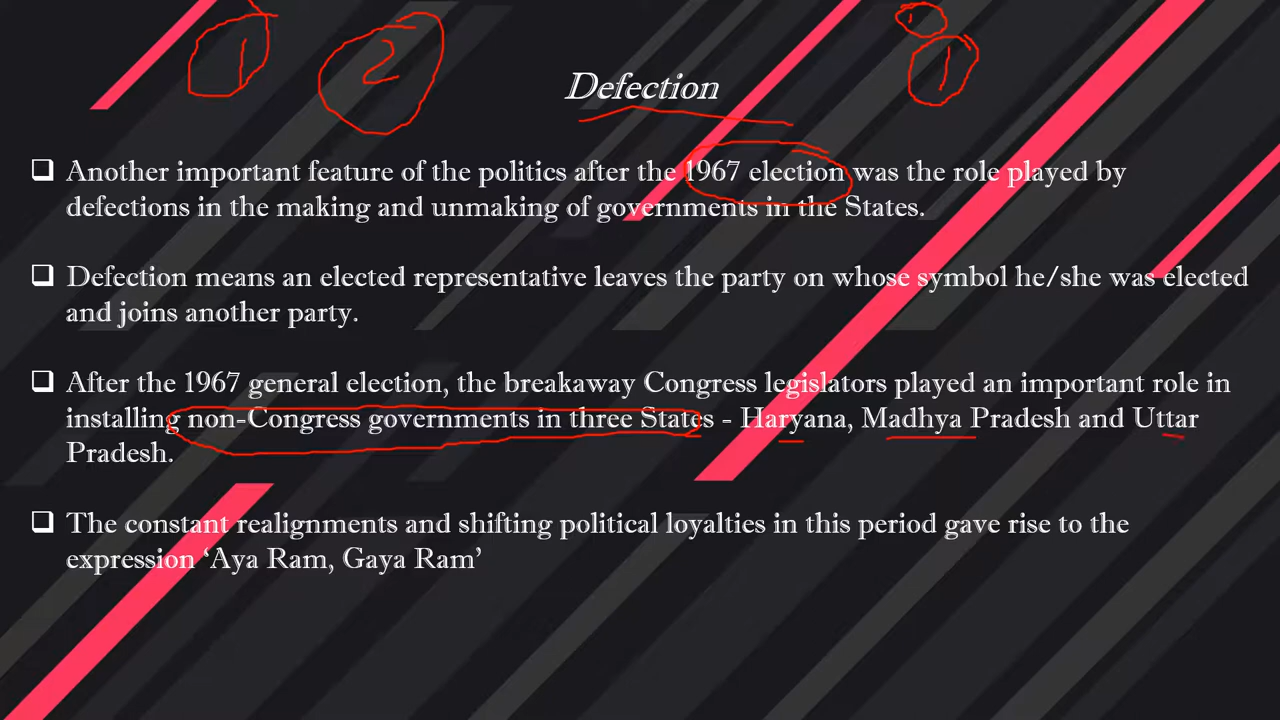 1 2 1
Defection
Another important feature of the politics after the 1967 election was the role played by
defections in the making and unmaking of governments in the States.
Defection means an elected representative leaves the party on whose symbol he/she was elected
and joins another party.
After the 1967 general election, the breakaway Congress legislators played an important role in
installing non-Congress governments in three States - Haryana, Madhya Pradesh and Uttar
Pradesh.
The constant realignments and shifting political loyalties in this period gave rise to the
expression ‘Aya Ram, Gaya Ram’